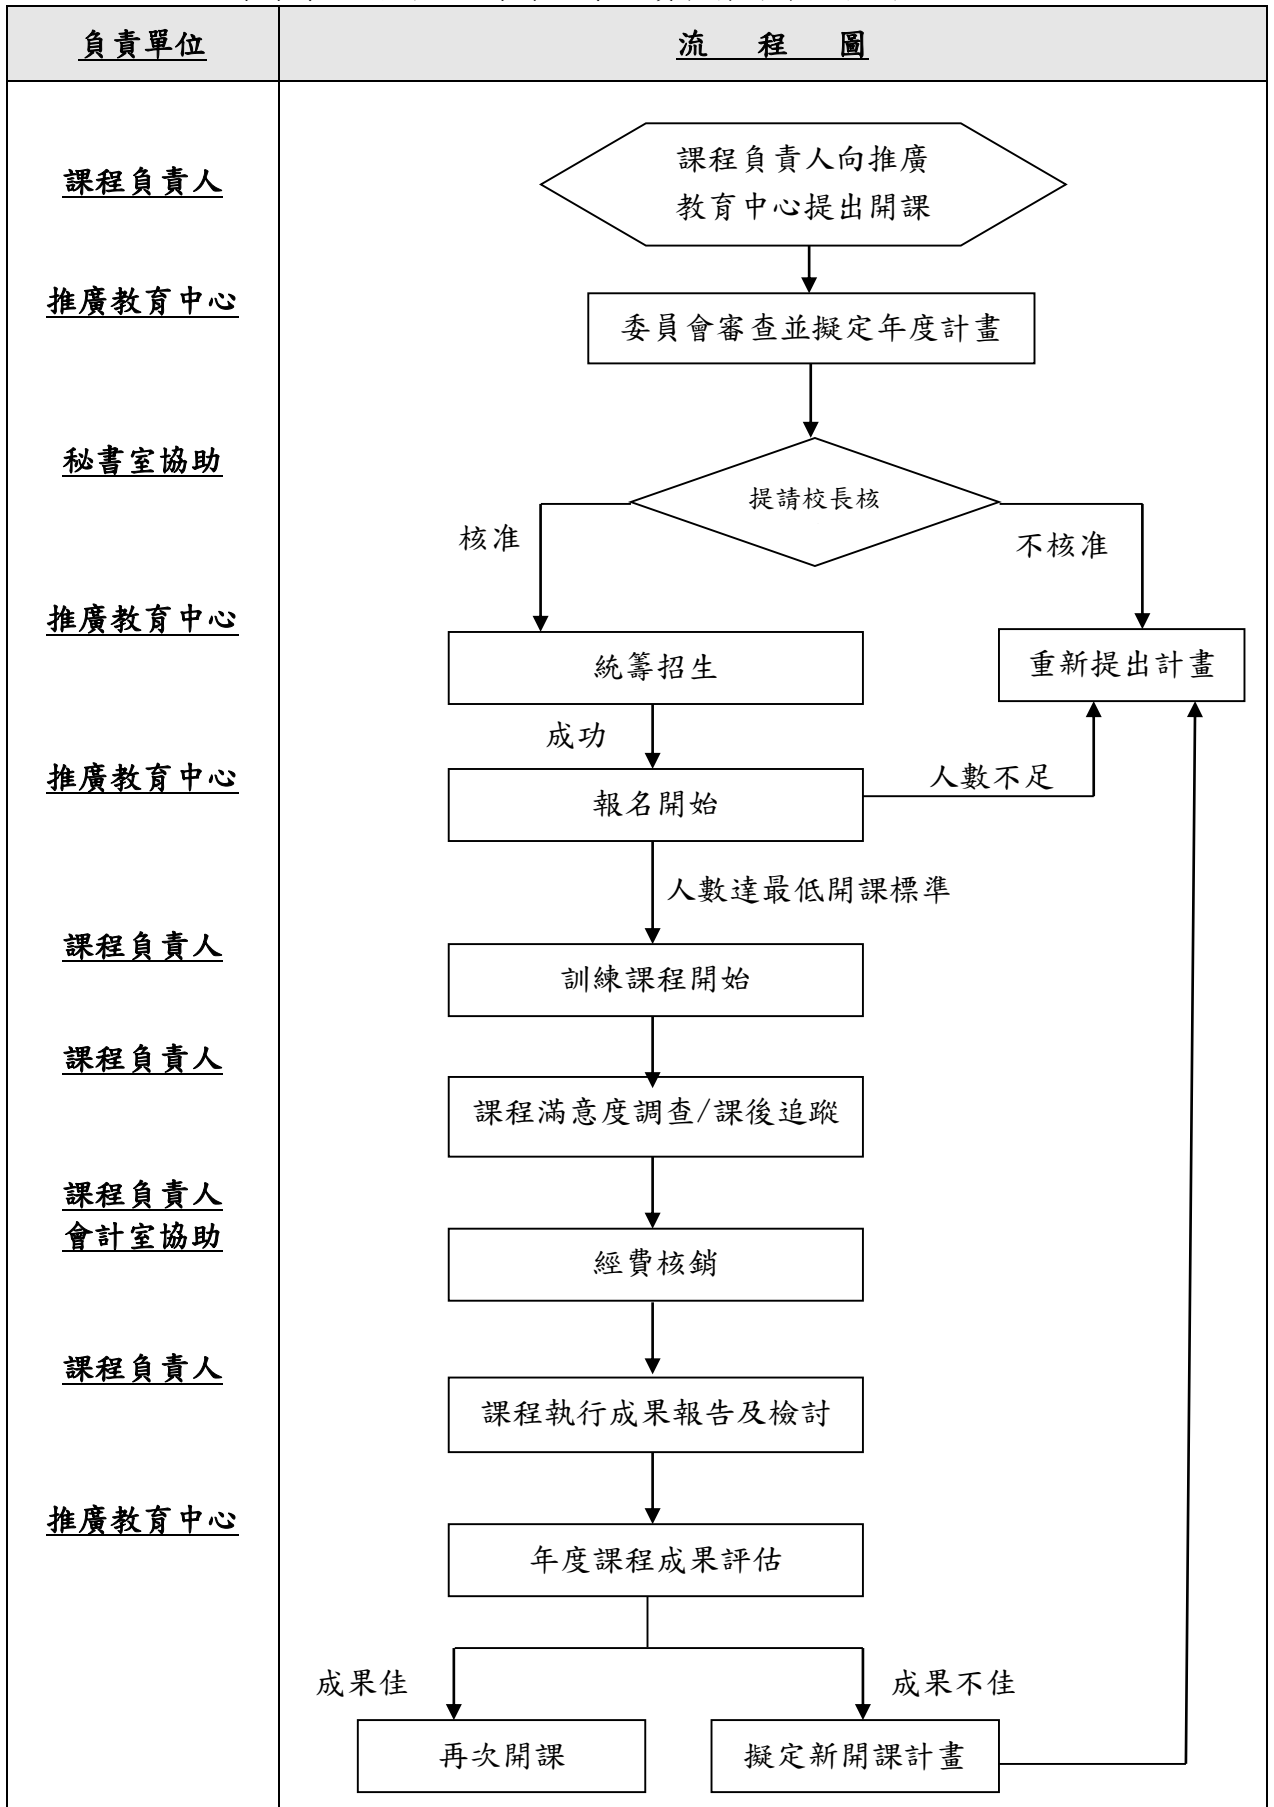 負責單位
流程圖
課程負責人
課程負責人向推廣
教育中心提出開課
推廣教育中心
委員會審查並擬定年度計畫
秘書室協助
提請校長核
核准
不核准
推廣教育中心
統籌招生
重新提出計畫
成功
推廣教育中心
報名開始
人數不足
人數達最低開課標準
課程負責人
訓練課程開始
課程負責人
課程滿意度調查/課後追蹤
課程負責人
會計室協助
經費核銷
課程負責人
課程執行成果報告及檢討
推廣教育中心
年度課程成果評估
成果佳
成果不佳
再次開課
擬定新開課計畫